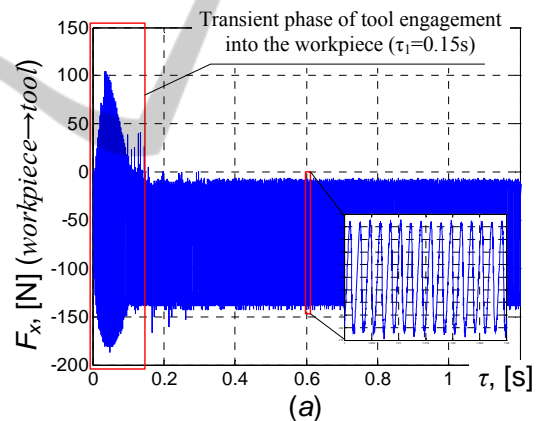 Transient phase of tool engagement
into the workpiece (τ₁=0.15s)
150
100
50
0
-50
-100
-150
-200
Fₓ, [N] (workpiece→tool)
0 0.2 0.4 0.6 0.8 1 τ, [s]
(a)